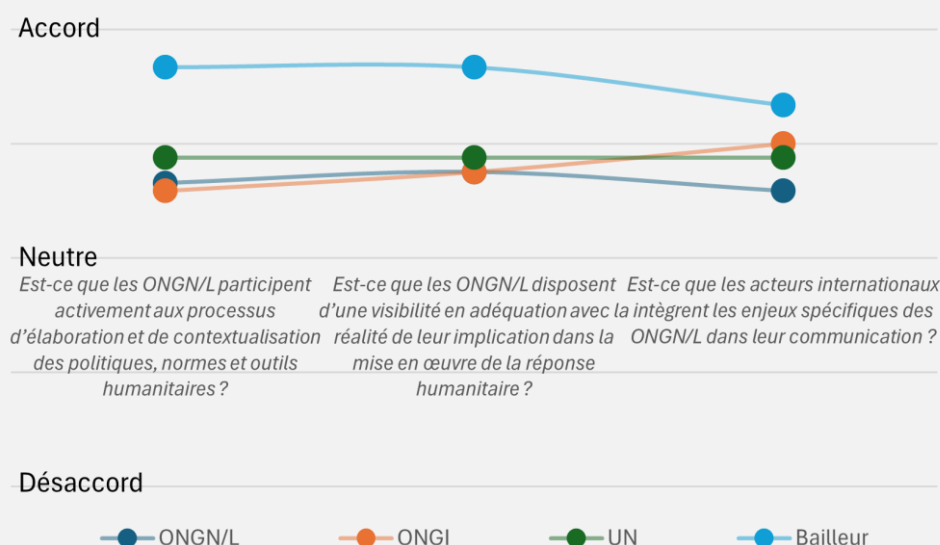 Accord
Neutre
Est-ce que les ONGN/L participent
activement aux processus
d'élaboration et de contextualisation
des politiques, normes et outils
humanitaires ?
Est-ce que les ONGN/L disposent
d'une visibilité en adéquation avec la
réalité de leur implication dans la
mise en œuvre de la réponse
humanitaire ?
Est-ce que les acteurs internationaux
intègrent les enjeux spécifiques des
ONGN/L dans leur communication ?
Désaccord
ONGN/L
ONGI
UN
Bailleur